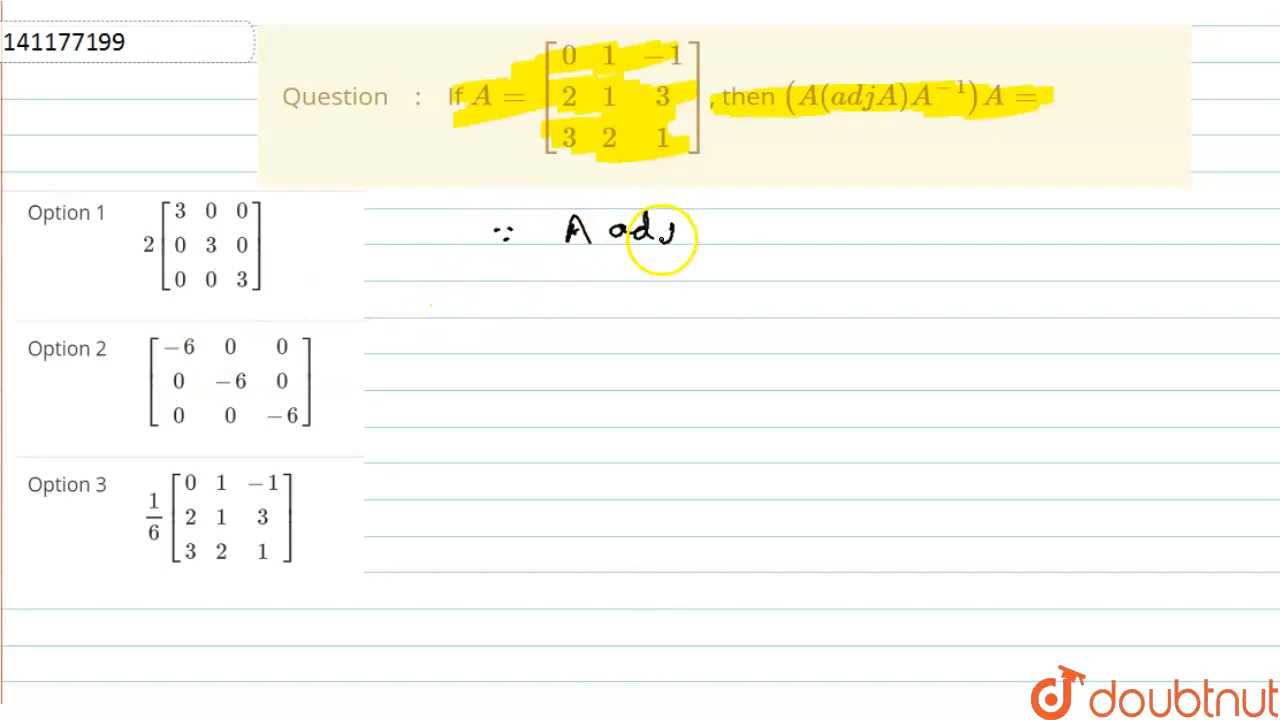 141177199
Question : If A = [0 1 −1; 2 1 3; 3 2 1], then (A(adjA)A⁻¹)A =
Option 1 2[3 0 0; 0 3 0; 0 0 3]
∵ A adj
Option 2 [−6 0 0; 0 −6 0; 0 0 −6]
Option 3 1/6[0 1 −1; 2 1 3; 3 2 1]
doubtnut